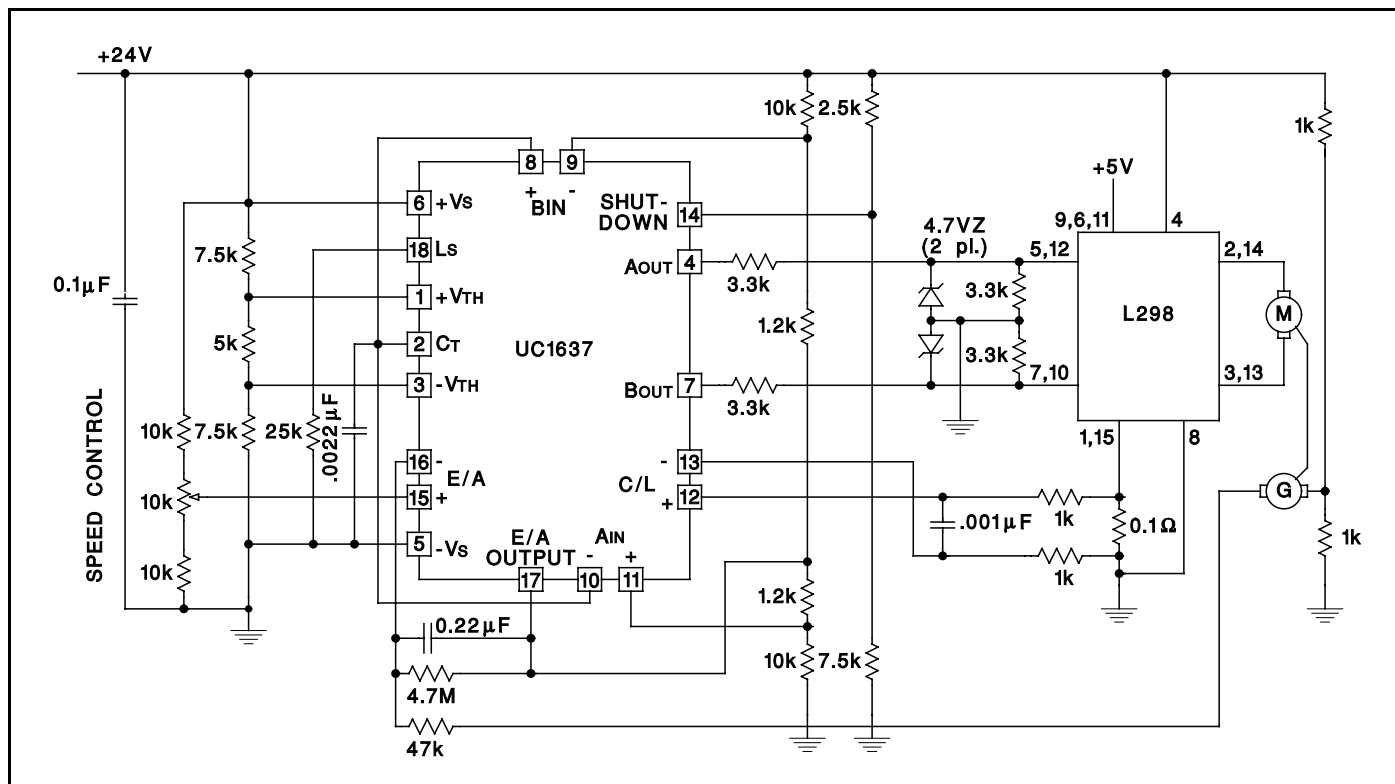 +24V
10k
2.5k
1k
8
9
+
BIN
-
+5V
6
+VS
SHUT-
DOWN
14
9,6,11
4
7.5k
18
LS
4
AOUT
3.3k
4.7VZ
(2 pl.)
5,12
2,14
0.1µF
1
+VTH
3.3k
L298
M
5k
2
CT
UC1637
1.2k
3.3k
3
-VTH
BOUT
7
3.3k
7,10
3,13
SPEED CONTROL
10k
7.5k
25k
.0022µF
1,15
8
16
-
E/A
-
13
C/L
G
10k
15
+
+
12
.001µF
1k
0.1Ω
1k
1k
10k
5
-VS
E/A
OUTPUT
AIN
-
+
17
10
11
1.2k
0.22µF
10k
7.5k
4.7M
47k